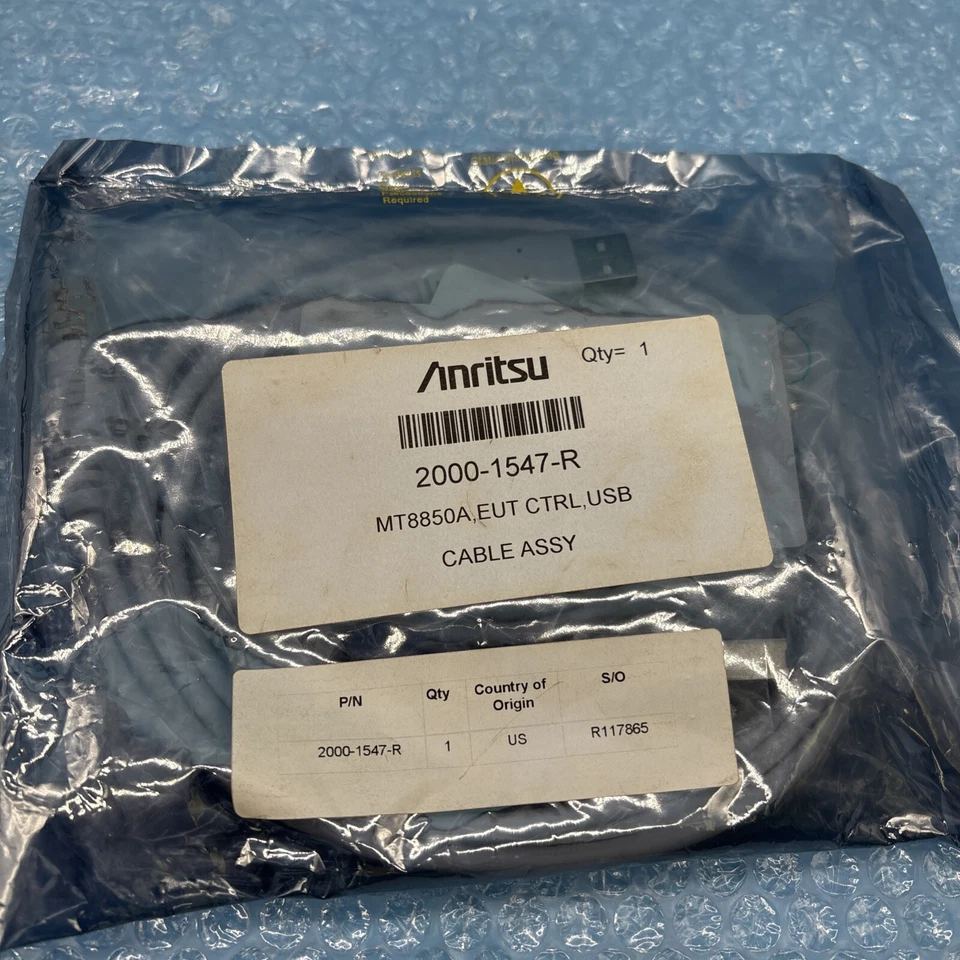 Required
Anritsu Qty= 1
2000-1547-R
MT8850A,EUT CTRL,USB
CABLE ASSY
P/N Qty Country of Origin S/O
2000-1547-R 1 US R117865